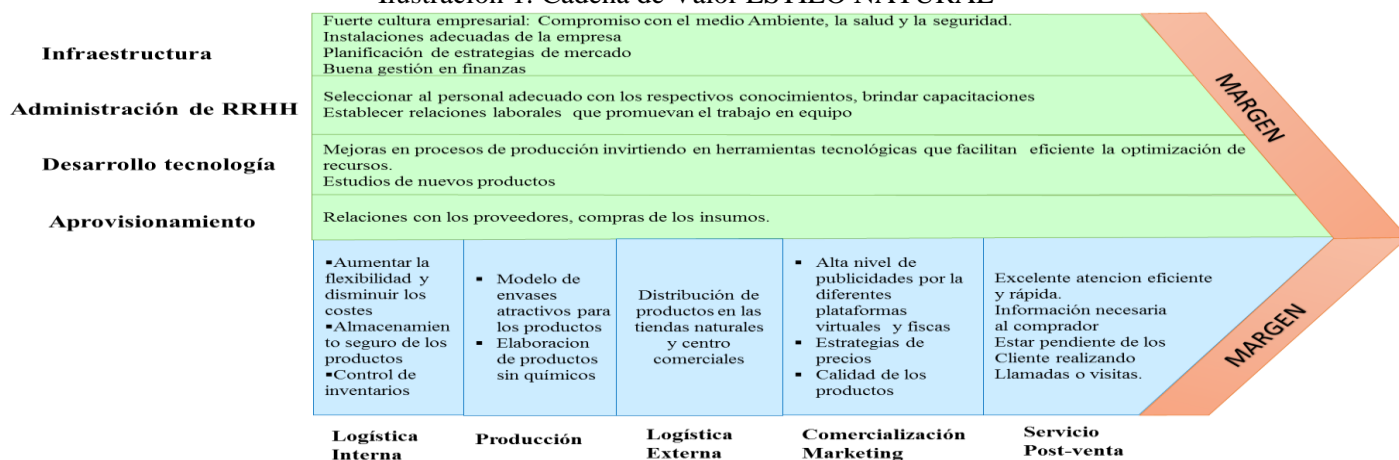 Ilustración 1: Cadena de Valor ESTILO NATURAL
Infraestructura
Fuerte cultura empresarial: Compromiso con el medio Ambiente, la salud y la seguridad.
Instalaciones adecuadas de la empresa
Planificación de estrategias de mercado
Buena gestión en finanzas
Administración de RRHH
Seleccionar al personal adecuado con los respectivos conocimientos, brindar capacitaciones
Establecer relaciones laborales que promuevan el trabajo en equipo
Desarrollo tecnología
Mejoras en procesos de producción invirtiendo en herramientas tecnológicas que facilitan eficiente la optimización de
recursos.
Estudios de nuevos productos
Aprovisionamiento
Relaciones con los proveedores, compras de los insumos.
MARGEN
▪Aumentar la
flexibilidad y
disminuir los
costes
▪Almacenamien
to seguro de los
productos
▪Control de
inventarios
▪ Modelo de
envases
atractivos para
los productos
▪ Elaboracion
de productos
sin químicos
Distribución de
productos en las
tiendas naturales
y centro
comerciales
▪ Alta nivel de
publicidades por la
diferentes
plataformas
virtuales y fiscas
▪ Estrategias de
precios
▪ Calidad de los
productos
Excelente atencion eficiente
y rápida.
Información necesaria
al comprador
Estar pendiente de los
Cliente realizando
Llamadas o visitas.
MARGEN
Logística
Interna
Producción
Logística
Externa
Comercialización
Marketing
Servicio
Post-venta